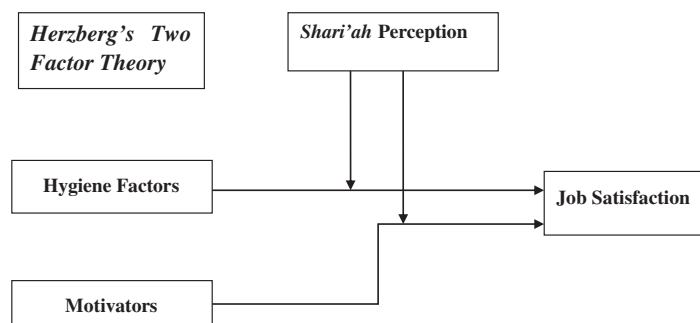 Herzberg's Two
Factor Theory
Shari'ah Perception
Hygiene Factors
Job Satisfaction
Motivators